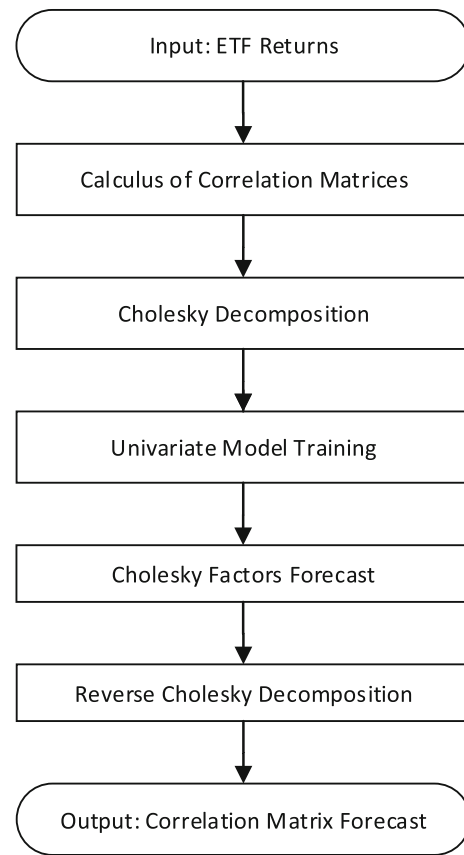 Input: ETF Returns
Calculus of Correlation Matrices
Cholesky Decomposition
Univariate Model Training
Cholesky Factors Forecast
Reverse Cholesky Decomposition
Output: Correlation Matrix Forecast